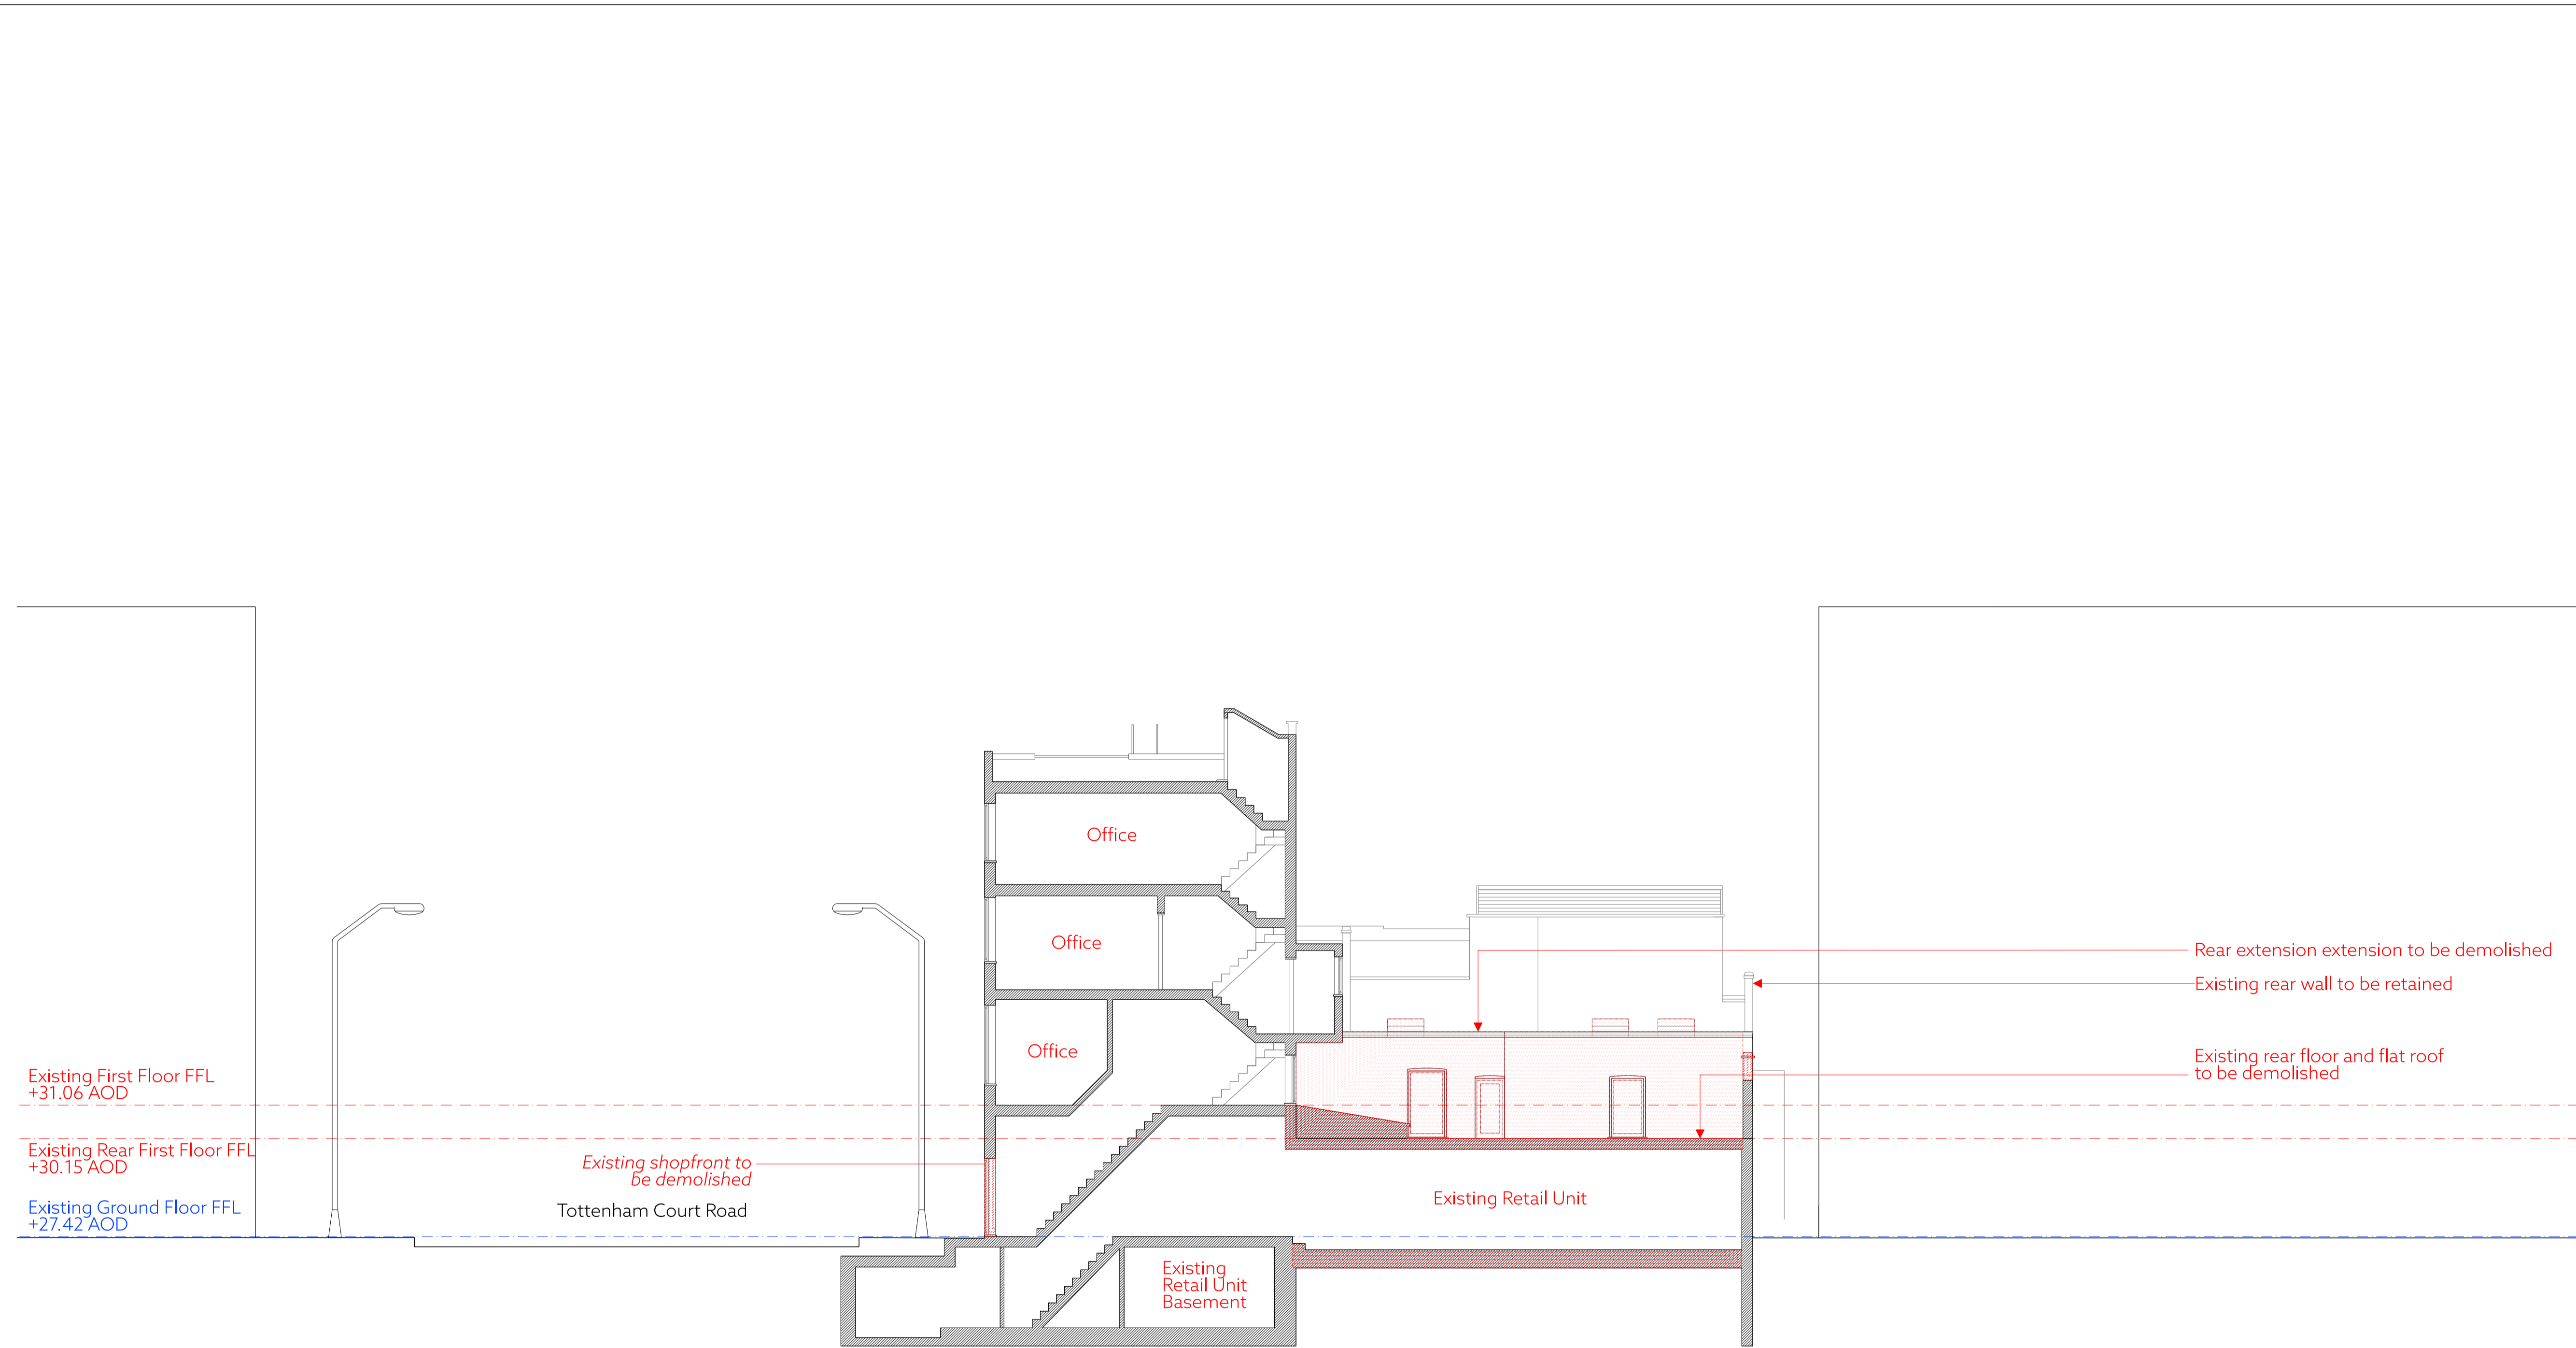 Office
Office
Office
Rear extension extension to be demolished
Existing rear wall to be retained
Existing rear floor and flat roof
to be demolished
Existing First Floor FFL
+31.06 AOD
Existing Rear First Floor FFL
+30.15 AOD
Existing shopfront to
be demolished
Existing Ground Floor FFL
+27.42 AOD
Tottenham Court Road
Existing Retail Unit
Existing
Retail Unit
Basement